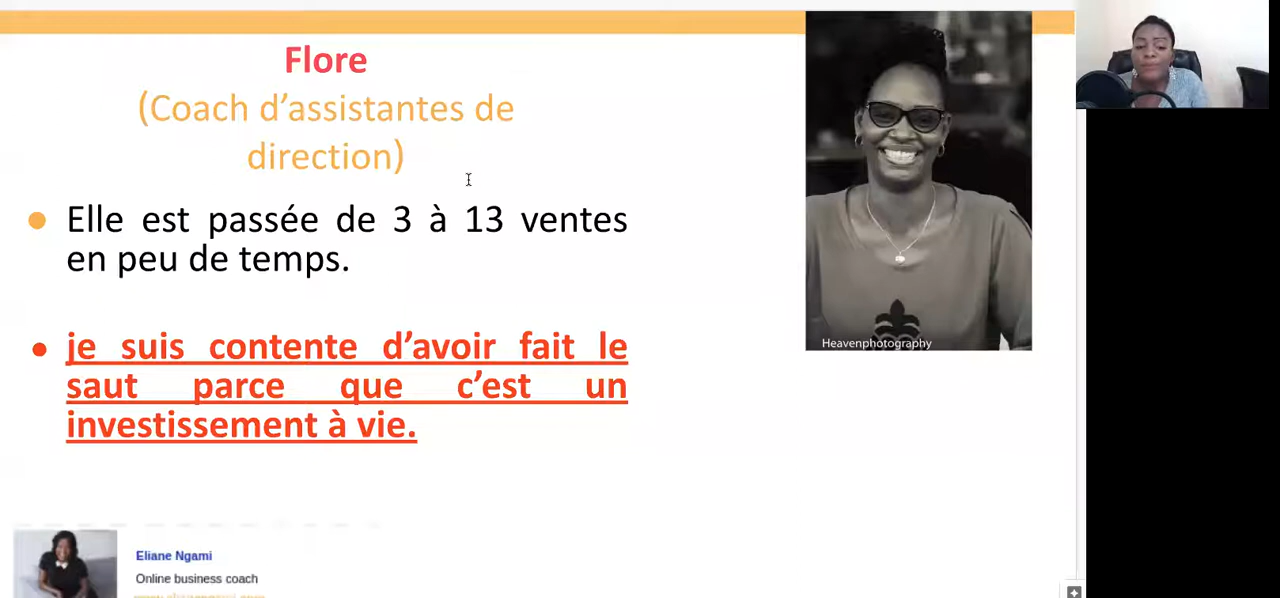 Flore
(Coach d’assistantes de
direction)
Elle est passée de 3 à 13 ventes
en peu de temps.
je suis contente d’avoir fait le
saut parce que c’est un
investissement à vie.
Heavenphotography
Eliane Ngami
Online business coach